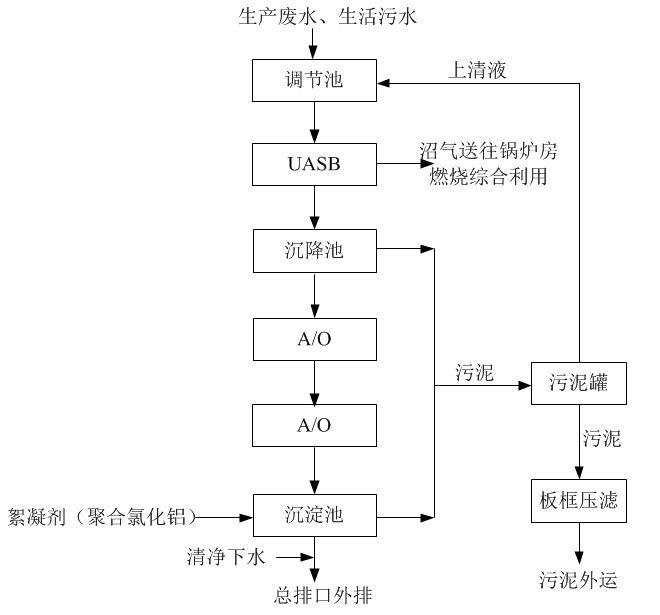 生产废水、生活污水
调节池
上清液
UASB
沼气送往锅炉房
燃烧综合利用
沉降池
A/O
污泥
污泥罐
A/O
污泥
板框压滤
絮凝剂（聚合氯化铝）
沉淀池
清净下水
总排口外排
污泥外运